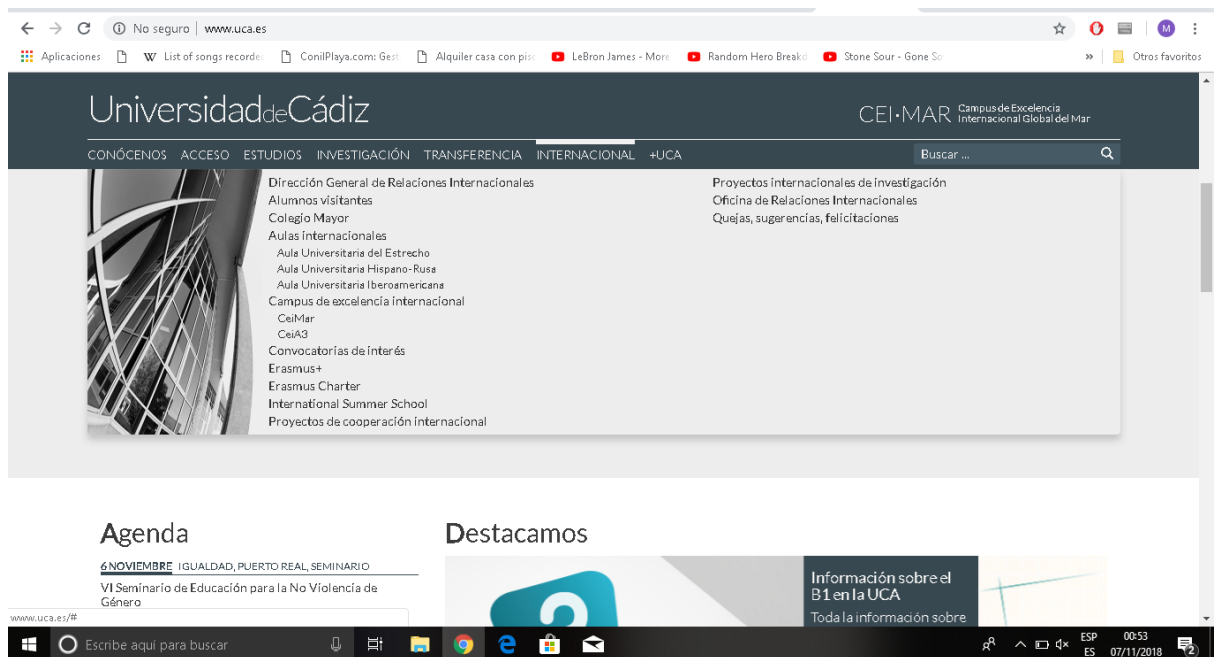 No seguro | www.uca.es
M
Aplicaciones W List of songs recorde ConilPlaya.com: Gest Alquiler casa con pisc LeBron James - More Random Hero Breakd Stone Sour - Gone So » Otros favoritos
UniversidaddeCádiz
CEI·MAR Campus de Excelencia
Internacional Global del Mar
CONÓCENOS ACCESO ESTUDIOS INVESTIGACIÓN TRANSFERENCIA INTERNACIONAL +UCA Buscar ...
Dirección General de Relaciones Internacionales
Alumnos visitantes
Colegio Mayor
Aulas internacionales
Aula Universitaria del Estrecho
Aula Universitaria Hispano-Rusa
Aula Universitaria Iberoamericana
Campus de excelencia internacional
CeiMar
CeiA3
Convocatorias de interés
Erasmus+
Erasmus Charter
International Summer School
Proyectos de cooperación internacional
Proyectos internacionales de investigación
Oficina de Relaciones Internacionales
Quejas, sugerencias, felicitaciones
Agenda
6 NOVIEMBRE IGUALDAD, PUERTO REAL, SEMINARIO
VI Seminario de Educación para la No Violencia de
Género
Destacamos
?
Información sobre el
B1 en la UCA
Toda la información sobre
www.uca.es/#
Escribe aquí para buscar
ESP
ES
00:53
07/11/2018
2